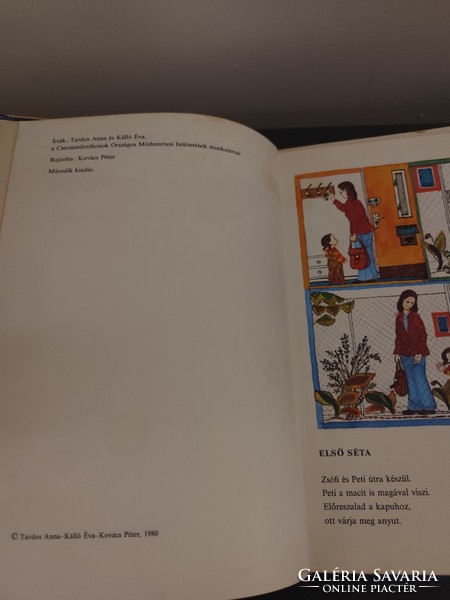 Írták: Tardos Anna és Kálló Éva,
a Csecsemőotthonok Országos Módszertani Intézetének munkatársai
Rajzolta: Kovács Péter
Második kiadás
© Tardos Anna–Kálló Éva–Kovács Péter, 1980
ELSŐ SÉTA
Zsófi és Peti útra készül.
Peti a macit is magával viszi.
Előreszalad a kapuhoz,
ott várja meg anyut.
GALÉRIA SAVARIA
ONLINE PIACTÉR